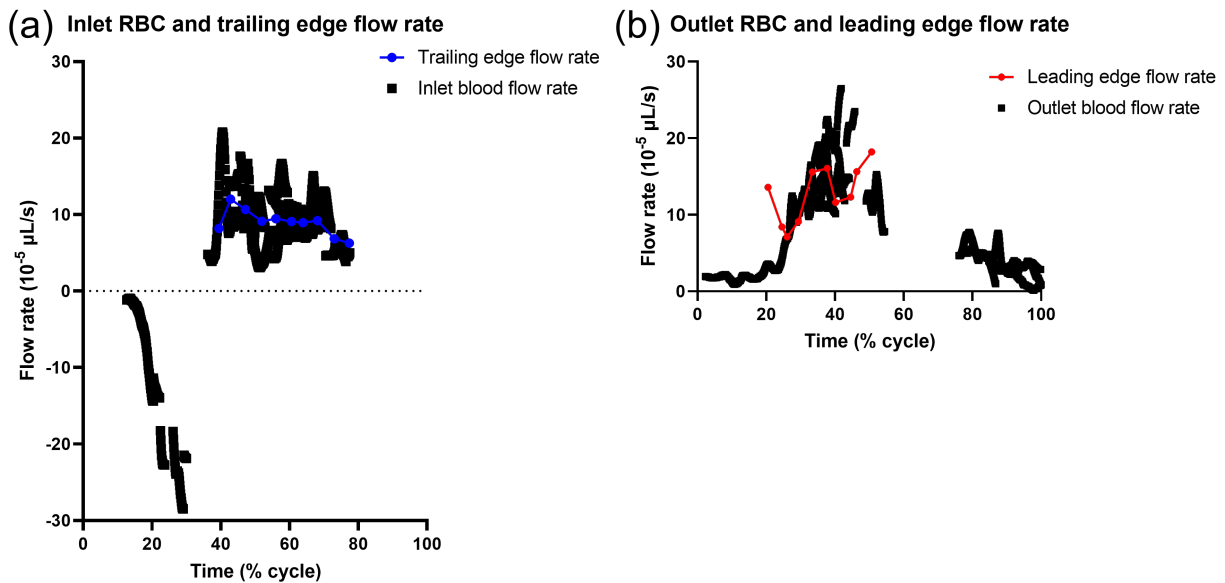 (a) Inlet RBC and trailing edge flow rate
Trailing edge flow rate
Inlet blood flow rate
Flow rate (10⁻⁵ µL/s)
30
20
10
0
-10
-20
-30
0 20 40 60 80 100
Time (% cycle)
(b) Outlet RBC and leading edge flow rate
Leading edge flow rate
Outlet blood flow rate
Flow rate (10⁻⁵ µL/s)
30
20
10
0
0 20 40 60 80 100
Time (% cycle)